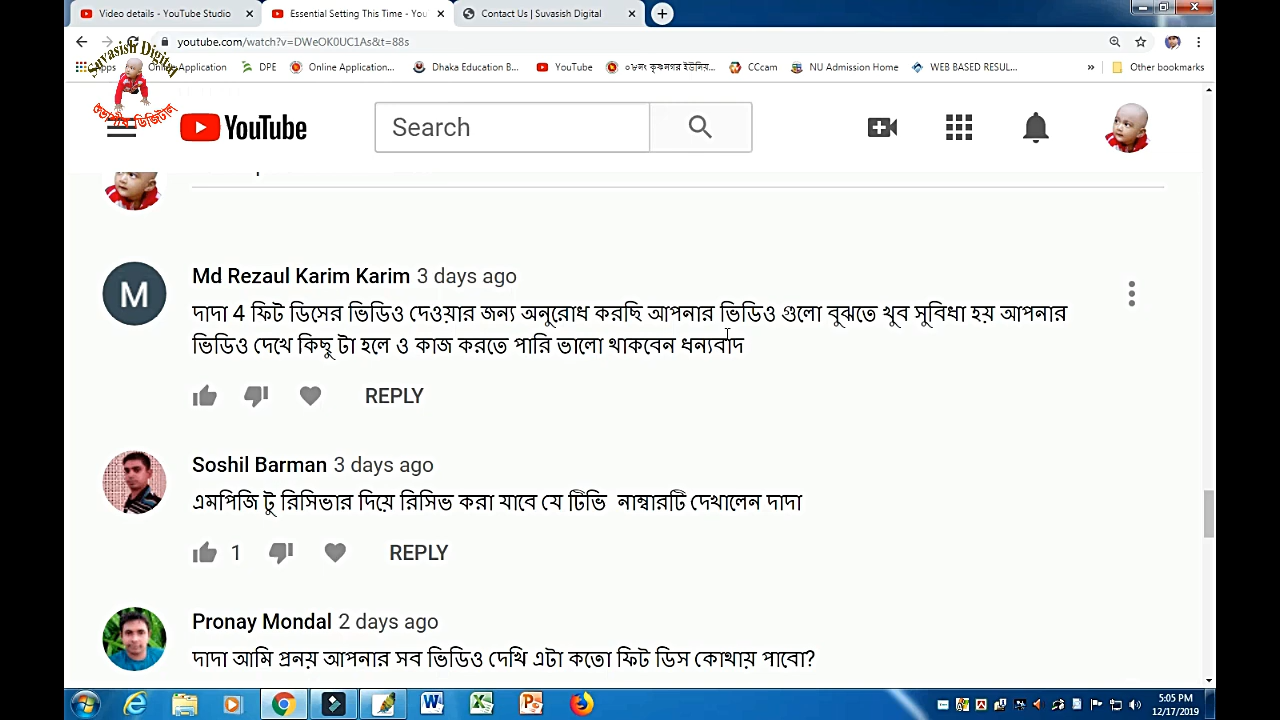 Video details - YouTube Studio
Essential Setting This Time - You
Contact Us | Suvasish Digital
youtube.com/watch?v=DWeOK0UC1As&t=88s
Suvasish Digital
শুভাশীষ ডিজিটাল
Application
DPE
Online Application...
Dhaka Education B...
YouTube
০৮নং কৃষ্ণনগর ইউনিয়...
CCcam
NU Admission Home
WEB BASED RESUL...
»
Other bookmarks
YouTube
Search
Md Rezaul Karim Karim 3 days ago
দাদা 4 ফিট ডিসের ভিডিও দেওয়ার জন্য অনুরোধ করছি আপনার ভিডিও গুলো বুঝতে খুব সুবিধা হয় আপনার
ভিডিও দেখে কিছু টা হলে ও কাজ করতে পারি ভালো থাকবেন ধন্যবাদ
REPLY
Soshil Barman 3 days ago
এমপিজি টু রিসিভার দিয়ে রিসিভ করা যাবে যে টিভি নাম্বারটি দেখালেন দাদা
1 REPLY
Pronay Mondal 2 days ago
দাদা আমি প্রনয় আপনার সব ভিডিও দেখি এটা কতো ফিট ডিস কোথায় পাবো?
5:05 PM
12/17/2019